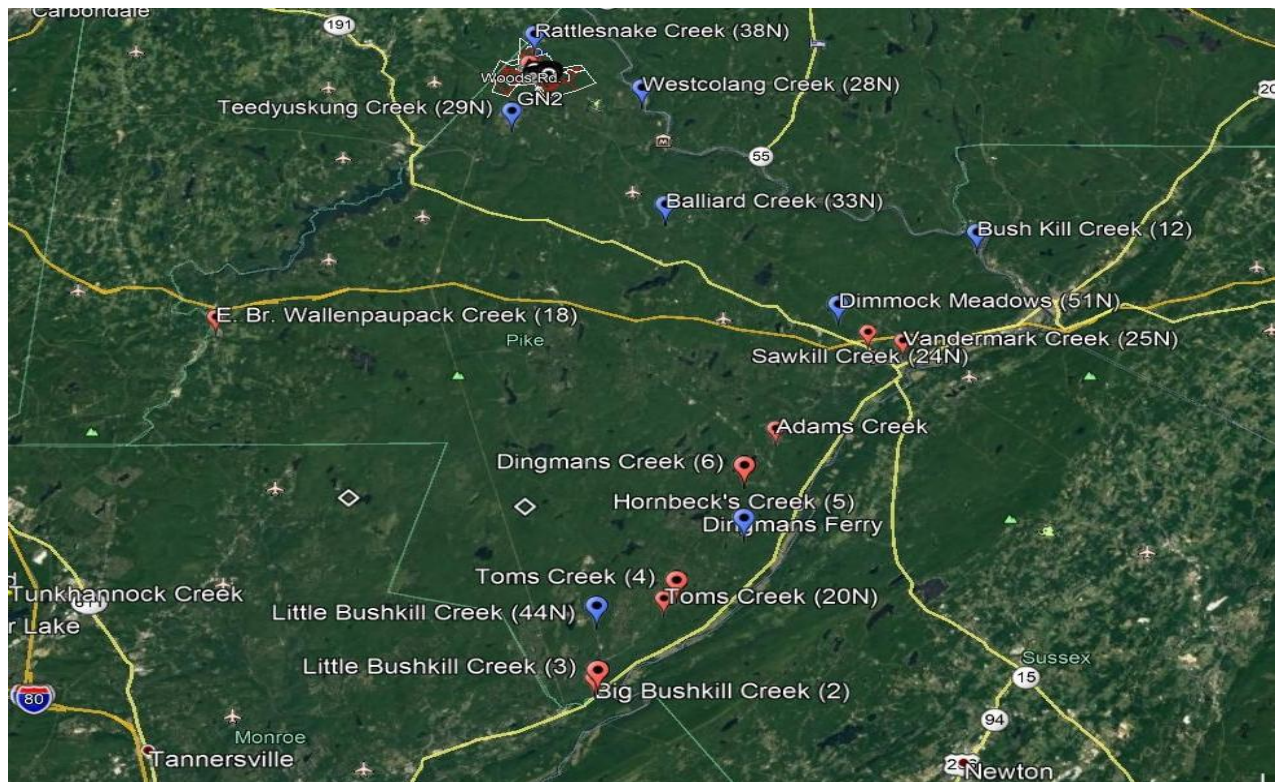 Carbondale
191
Rattlesnake Creek (38N)
Woods Rd.
Westcolang Creek (28N)
GN2
Teedyuskung Creek (29N)
55
Balliard Creek (33N)
Bush Kill Creek (12)
Dimmock Meadows (51N)
E. Br. Wallenpaupack Creek (18)
Vandermark Creek (25N)
Pike
Sawkill Creek (24N)
Adams Creek
Dingmans Creek (6)
Hornbeck's Creek (5)
Dingmans Ferry
Toms Creek (4)
Tunkhannock Creek
Toms Creek (20N)
Little Bushkill Creek (44N)
r Lake
Sussex
Little Bushkill Creek (3)
15
Big Bushkill Creek (2)
80
94
Monroe
Tannersville
Newton